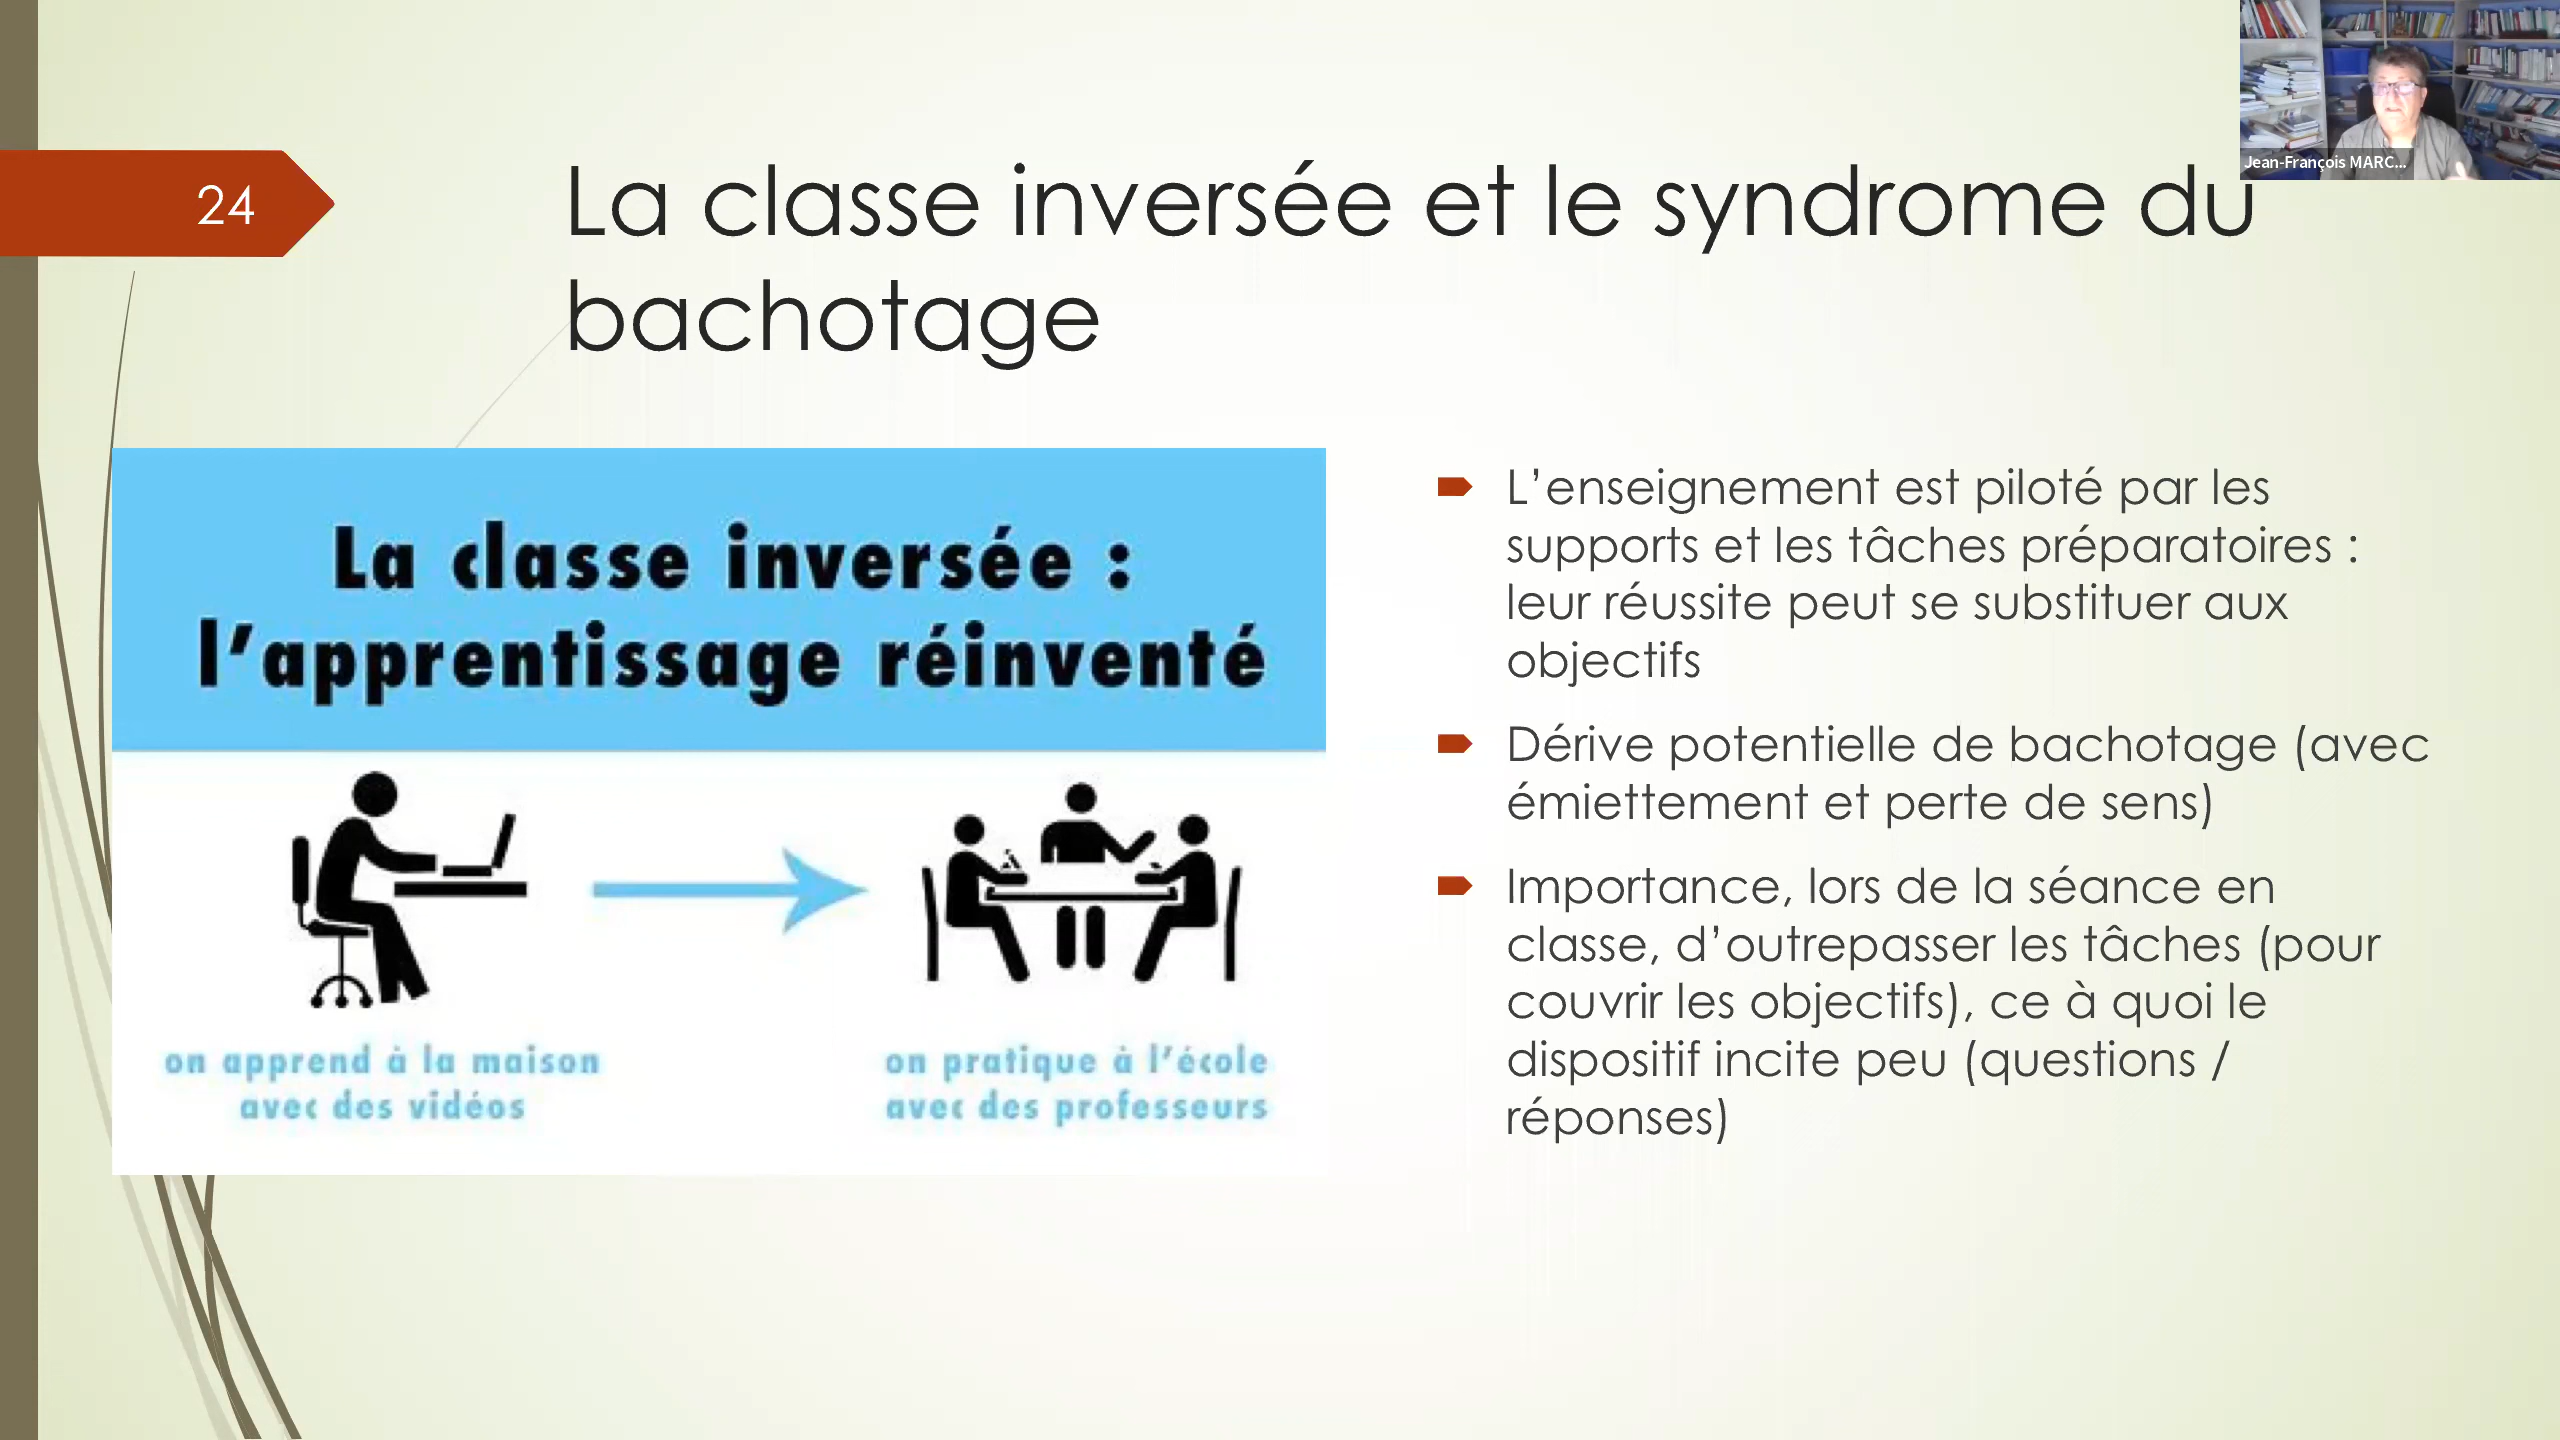 Jean-François MARC...
24
La classe inversée et le syndrome du
bachotage
La classe inversée :
l'apprentissage réinventé
on apprend à la maison
avec des vidéos
on pratique à l'école
avec des professeurs
L'enseignement est piloté par les
supports et les tâches préparatoires :
leur réussite peut se substituer aux
objectifs
Dérive potentielle de bachotage (avec
émiettement et perte de sens)
Importance, lors de la séance en
classe, d'outrepasser les tâches (pour
couvrir les objectifs), ce à quoi le
dispositif incite peu (questions /
réponses)